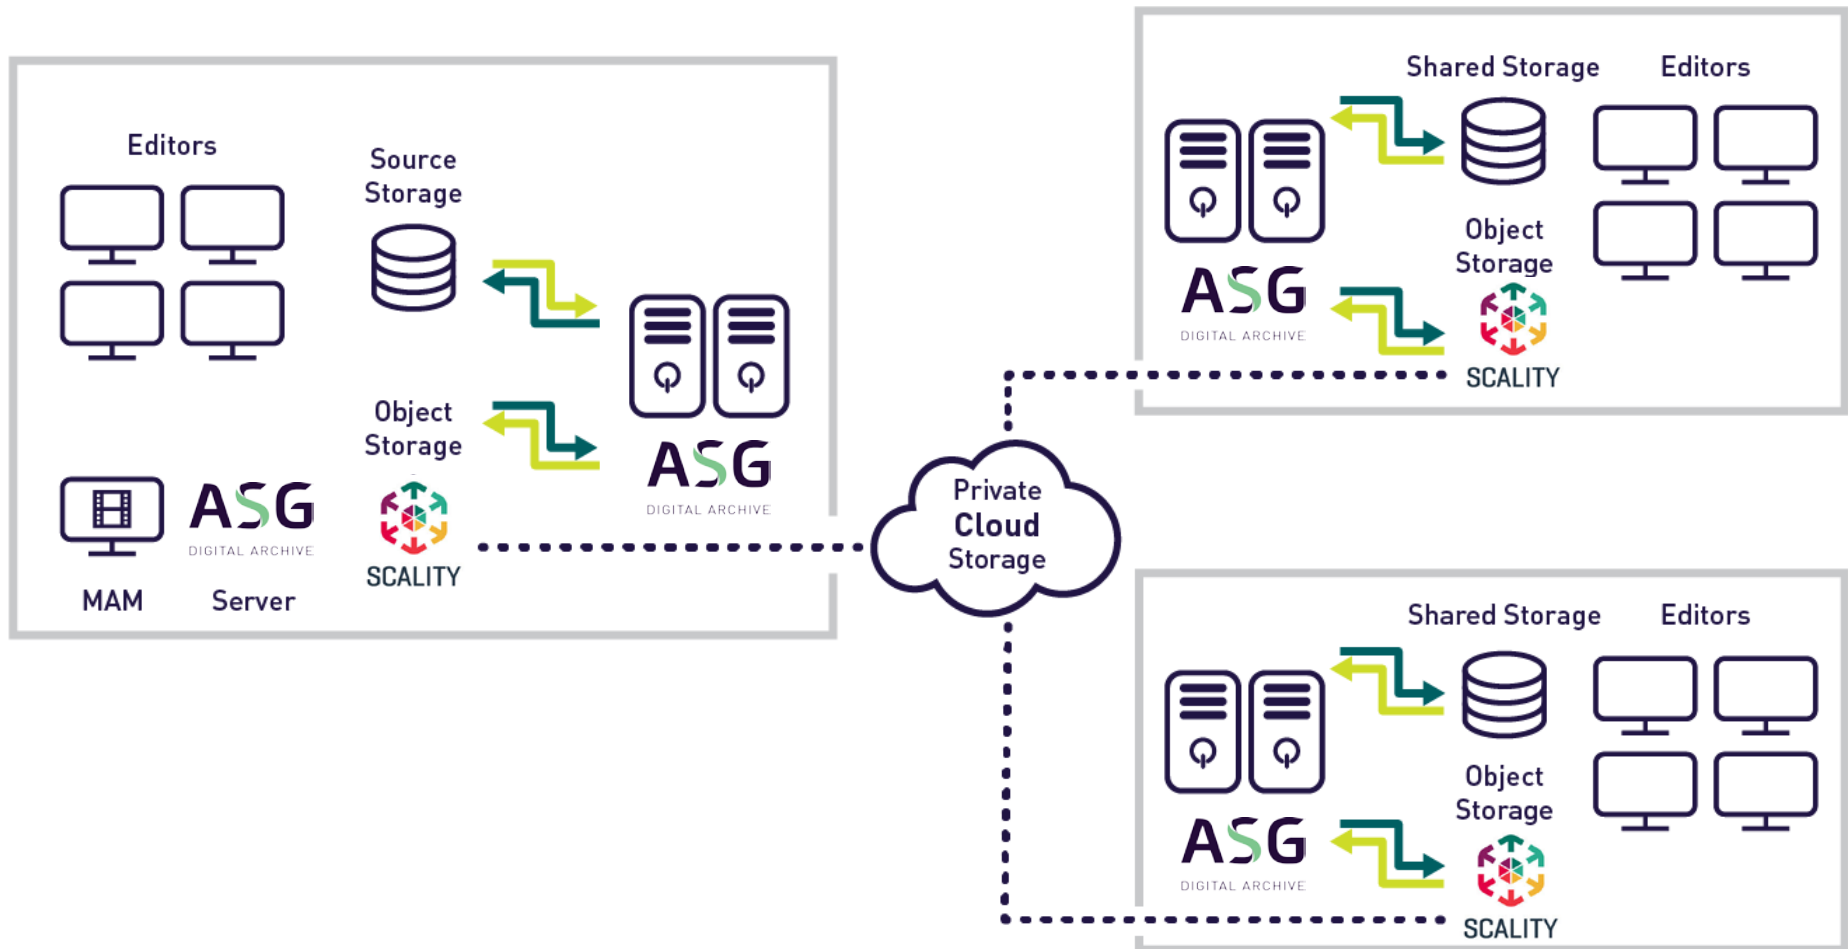 Editors
Source
Storage
Object
Storage
ASG
DIGITAL ARCHIVE
ASG
DIGITAL ARCHIVE
SCALITY
MAM
Server
Private
Cloud
Storage
Shared Storage
Editors
Object
Storage
ASG
DIGITAL ARCHIVE
SCALITY
Shared Storage
Editors
Object
Storage
ASG
DIGITAL ARCHIVE
SCALITY